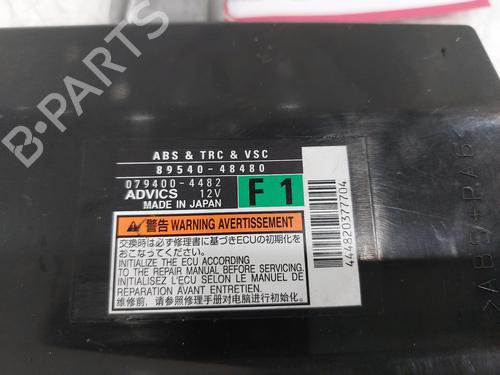 ABS & TRC & VSC
89540-48480
079400-4482
ADVICS 12V
MADE IN JAPAN
F1
444820377704
警告 WARNING AVERTISSEMENT
交換時は必ず修理書に基づきECUの初期化を
おこなってください。
INITIALIZE THE ECU ACCORDING
TO THE REPAIR MANUAL BEFORE SERVICING.
INITIALISEZ L'ECU SELON LE MANUEL DE
RÉPARATION AVANT ENTRETIEN.
维修前，请参照修理手册对电脑进行初始化。
>ABS+PA6<
B-PARTS